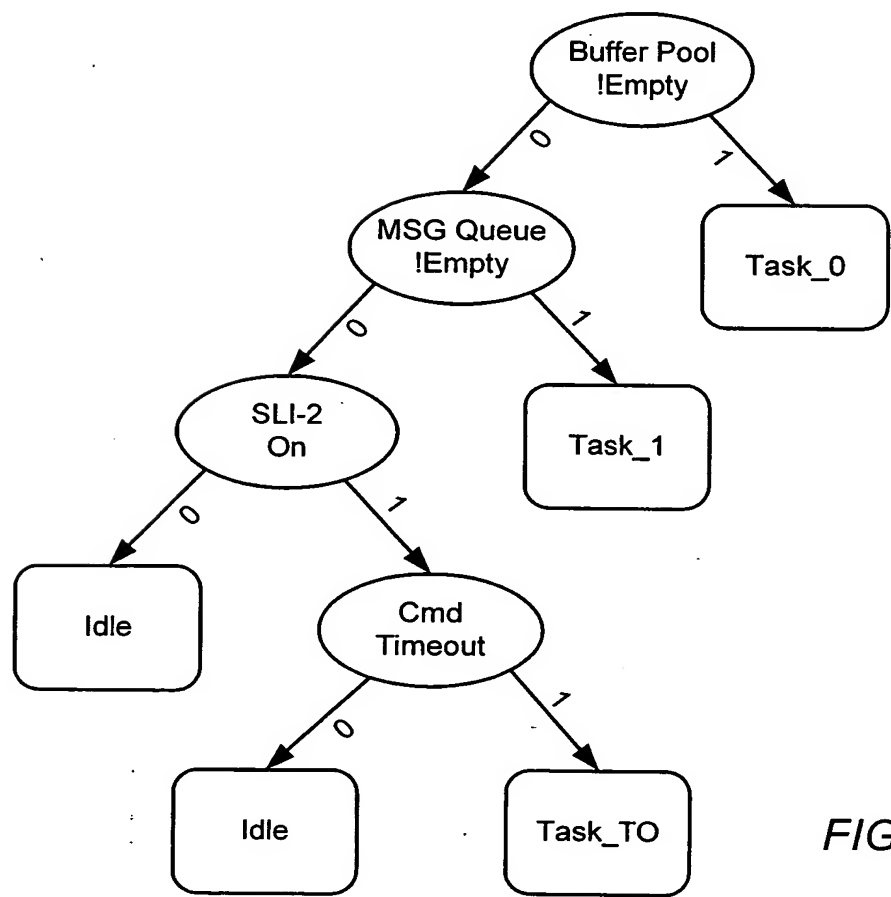 Buffer Pool
!Empty
0
1
MSG Queue
!Empty
Task_0
0
1
SLI-2
On
Task_1
0
1
Idle
Cmd
Timeout
0
1
Idle
Task_TO
FIG